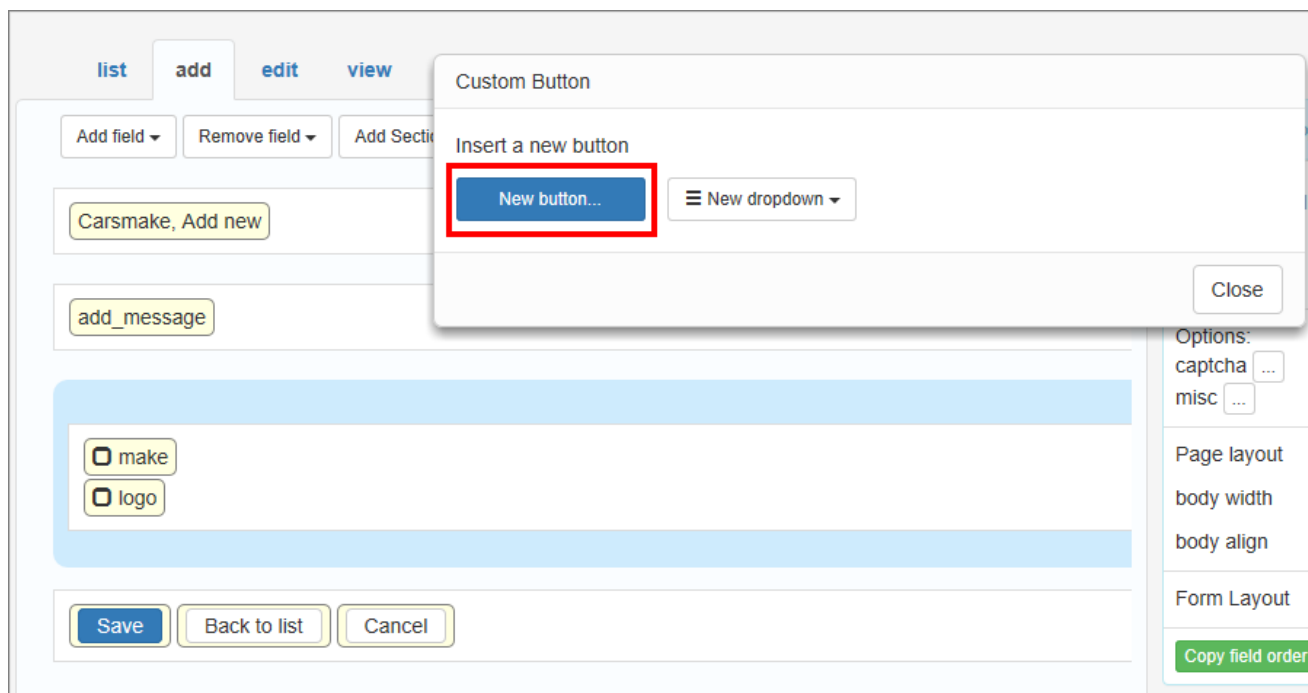 list add edit view
Custom Button
Add field Remove field Add Sectio
Insert a new button
New button... New dropdown
Carsmake, Add new
Close
add_message
Options:
captcha ...
misc ...
make
logo
Page layout
body width
body align
Form Layout
Save Back to list Cancel
Copy field order